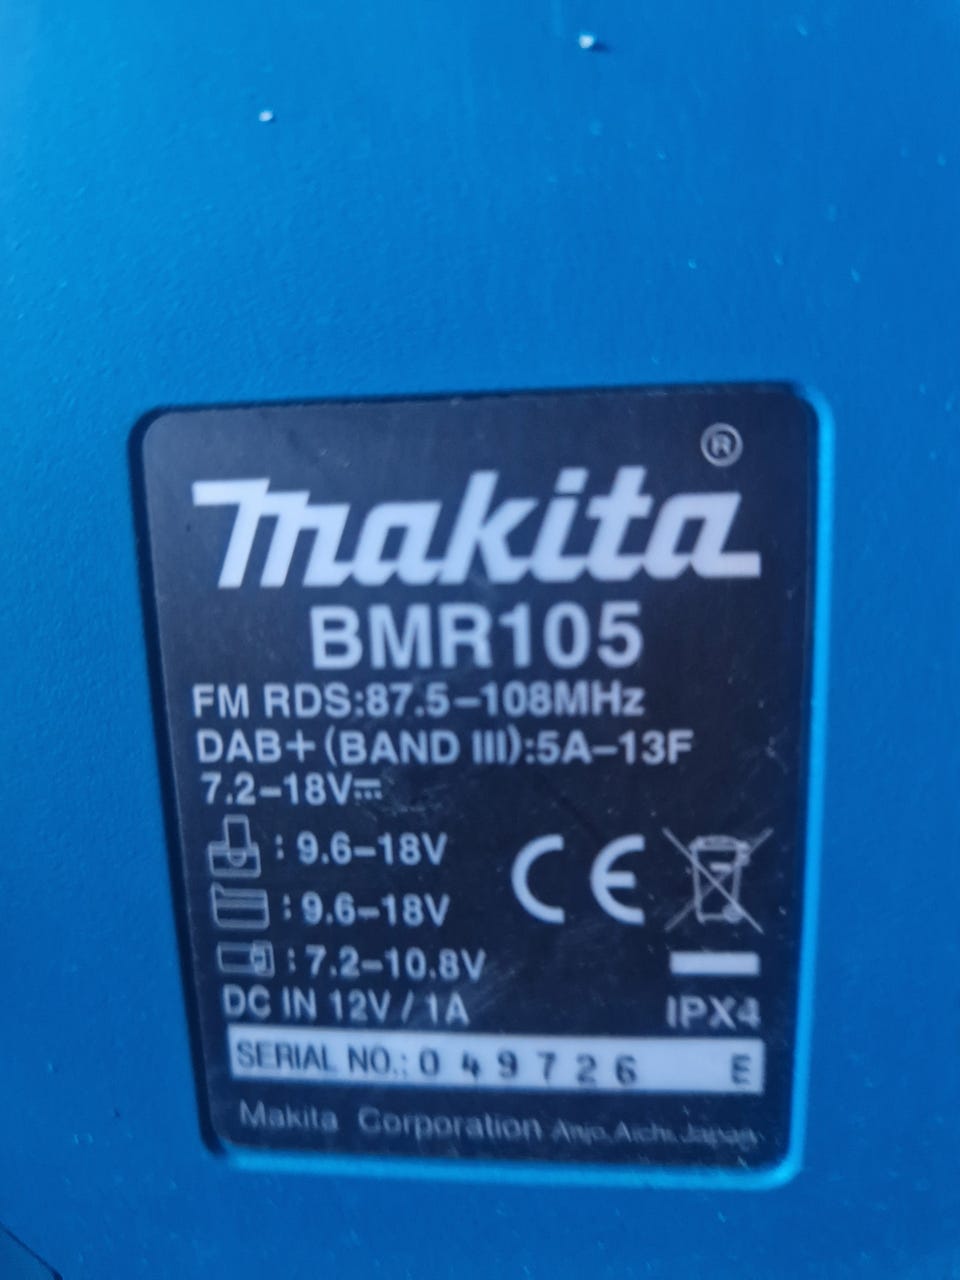 makita®
BMR105
FM RDS:87.5–108MHz
DAB+(BAND III):5A–13F
7.2–18V⎓
: 9.6–18V
: 9.6–18V
: 7.2–10.8V
CE
DC IN 12V / 1A
IPX4
SERIAL NO.: 049726 E
Makita Corporation Anjo, Aichi, Japan